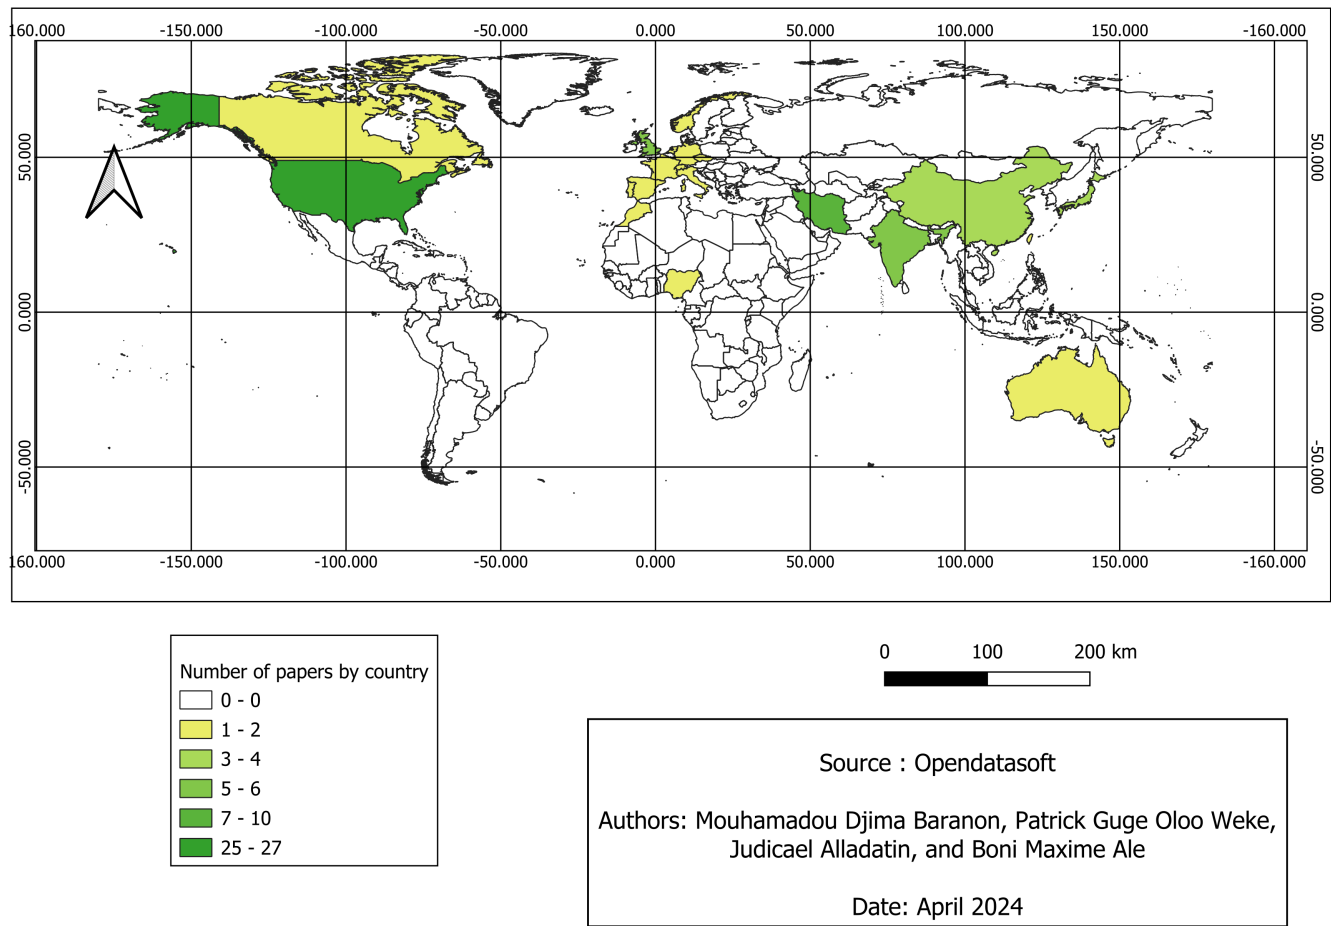 160.000 -150.000 -100.000 -50.000 0.000 50.000 100.000 150.000 -160.000
50.000 50.000
0.000 0.000
-50.000 -50.000
160.000 -150.000 -100.000 -50.000 0.000 50.000 100.000 150.000 -160.000
Number of papers by country
0 - 0
1 - 2
3 - 4
5 - 6
7 - 10
25 - 27
0 100 200 km
Source : Opendatasoft
Authors: Mouhamadou Djima Baranon, Patrick Guge Oloo Weke,
Judicael Alladatin, and Boni Maxime Ale
Date: April 2024